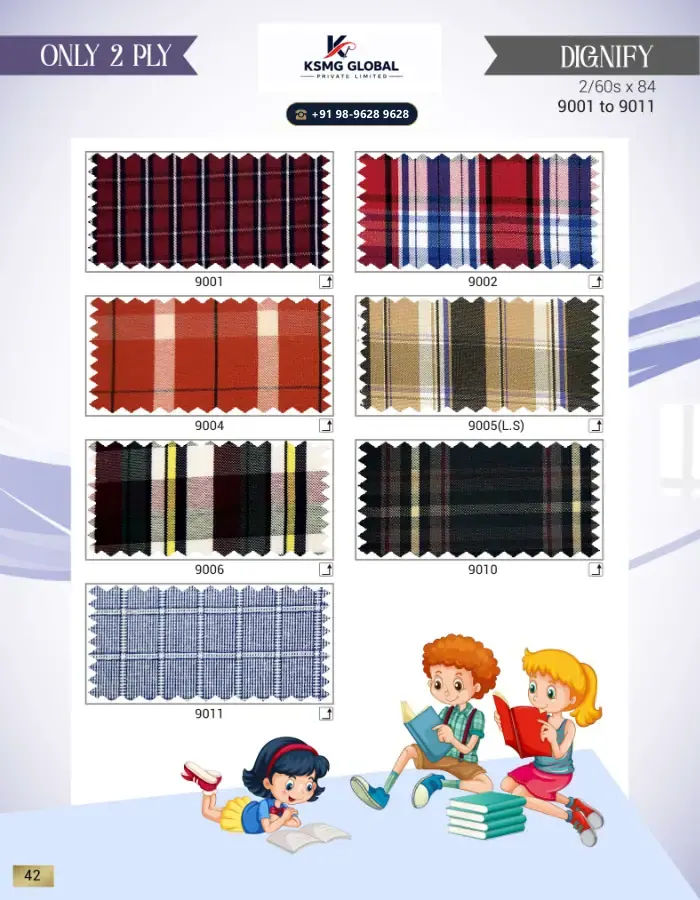 ONLY 2 PLY
KSMG GLOBAL
PRIVATE LIMITED
+91 98-9628 9628
DIGNIFY
2/60s x 84
9001 to 9011
9001
9002
9004
9005(L.S)
9006
9010
9011
42